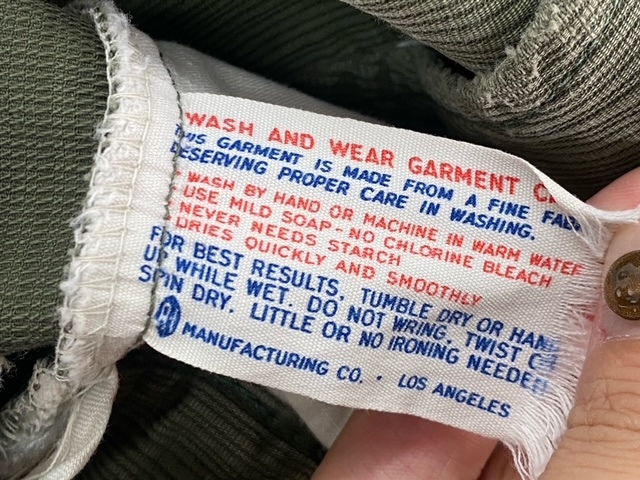 WASH AND WEAR GARMENT
THIS GARMENT IS MADE FROM A FINE
DESERVING PROPER CARE IN WASHING.
WASH BY HAND OR MACHINE IN WARM WATER
USE MILD SOAP-NO CHLORINE BLEACH
NEVER NEEDS STARCH
DRIES QUICKLY AND SMOOTHLY
FOR BEST RESULTS, TUMBLE DRY OR
UP WHILE WET. DO NOT WRING, TWIST OR
SPIN DRY. LITTLE OR NO IRONING NEEDED
MANUFACTURING CO. • LOS ANGELES